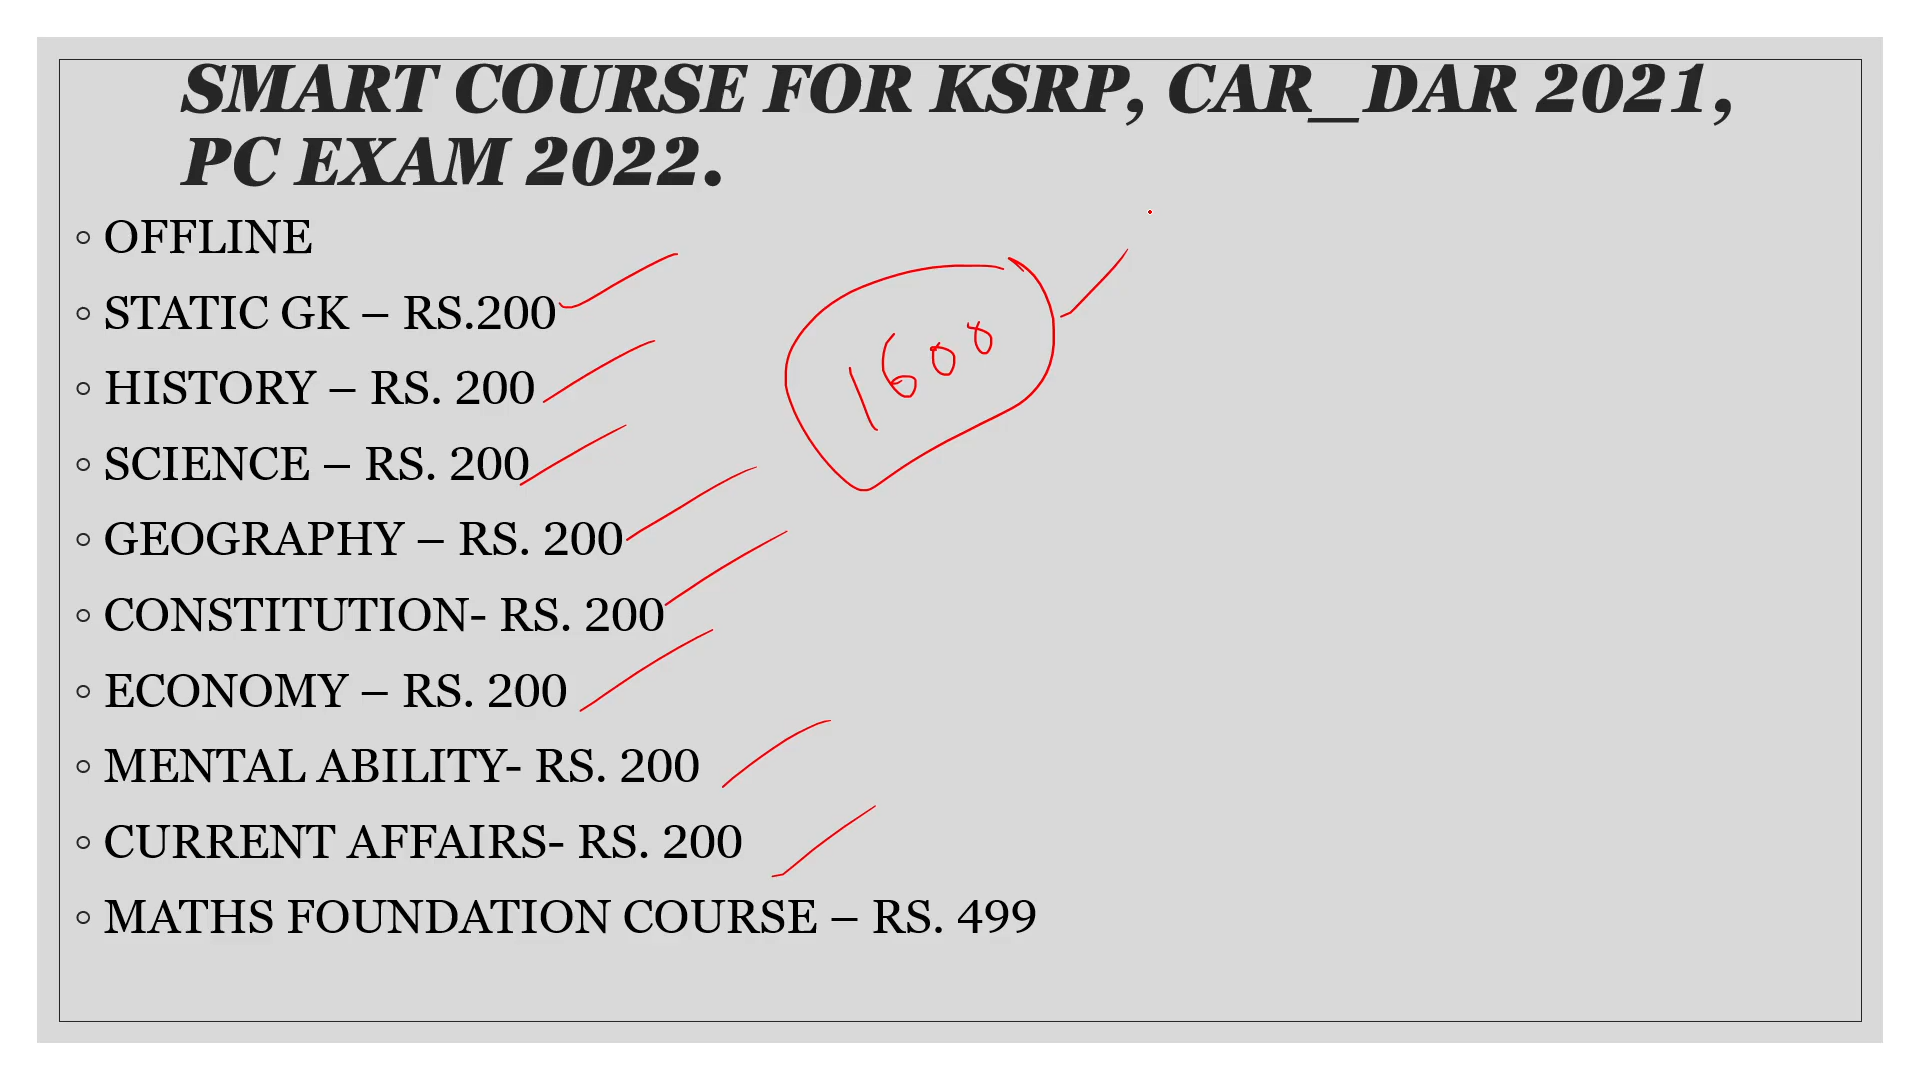 SMART COURSE FOR KSRP, CAR_DAR 2021,
PC EXAM 2022.
OFFLINE
STATIC GK – RS.200
HISTORY – RS. 200
SCIENCE – RS. 200
GEOGRAPHY – RS. 200
CONSTITUTION- RS. 200
ECONOMY – RS. 200
MENTAL ABILITY- RS. 200
CURRENT AFFAIRS- RS. 200
MATHS FOUNDATION COURSE – RS. 499
1600